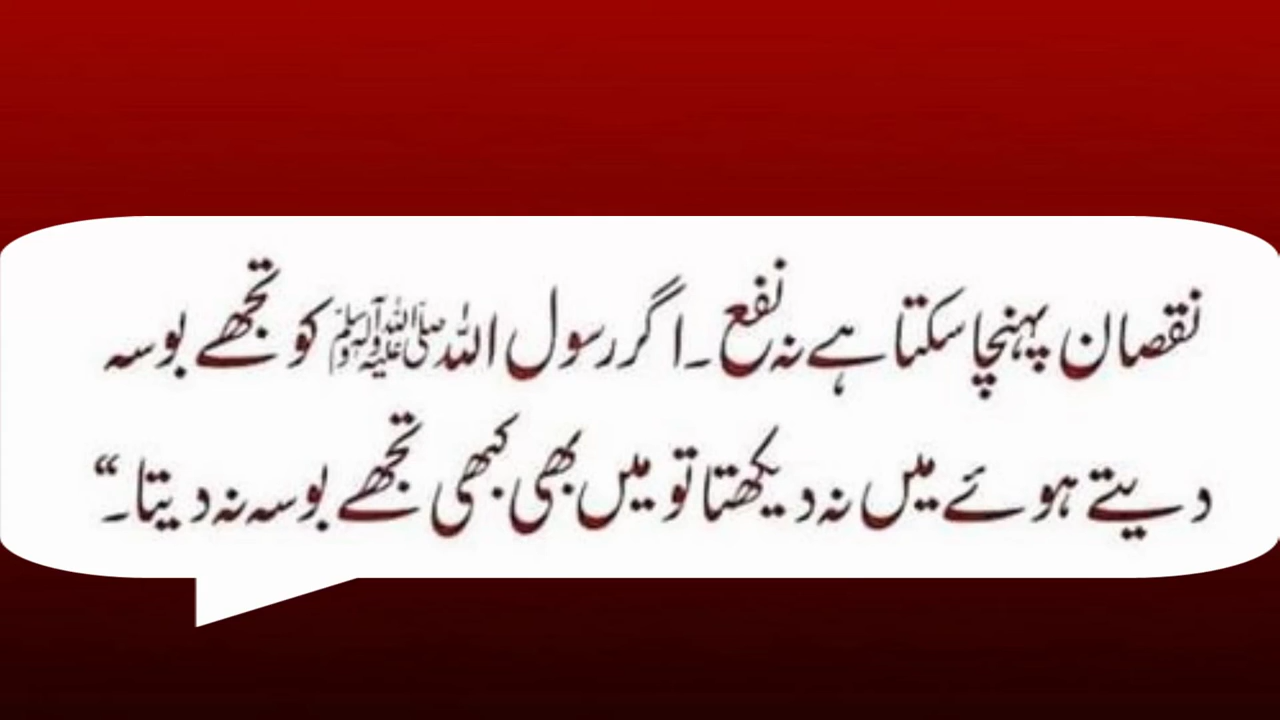 نقصان پہنچا سکتا ہے نہ نفع ۔ اگر رسول اللہ ﷺ کو تجھے بوسہ
دیتے ہوئے میں نہ دیکھتا تو میں بھی کبھی تجھے بوسہ نہ دیتا۔“